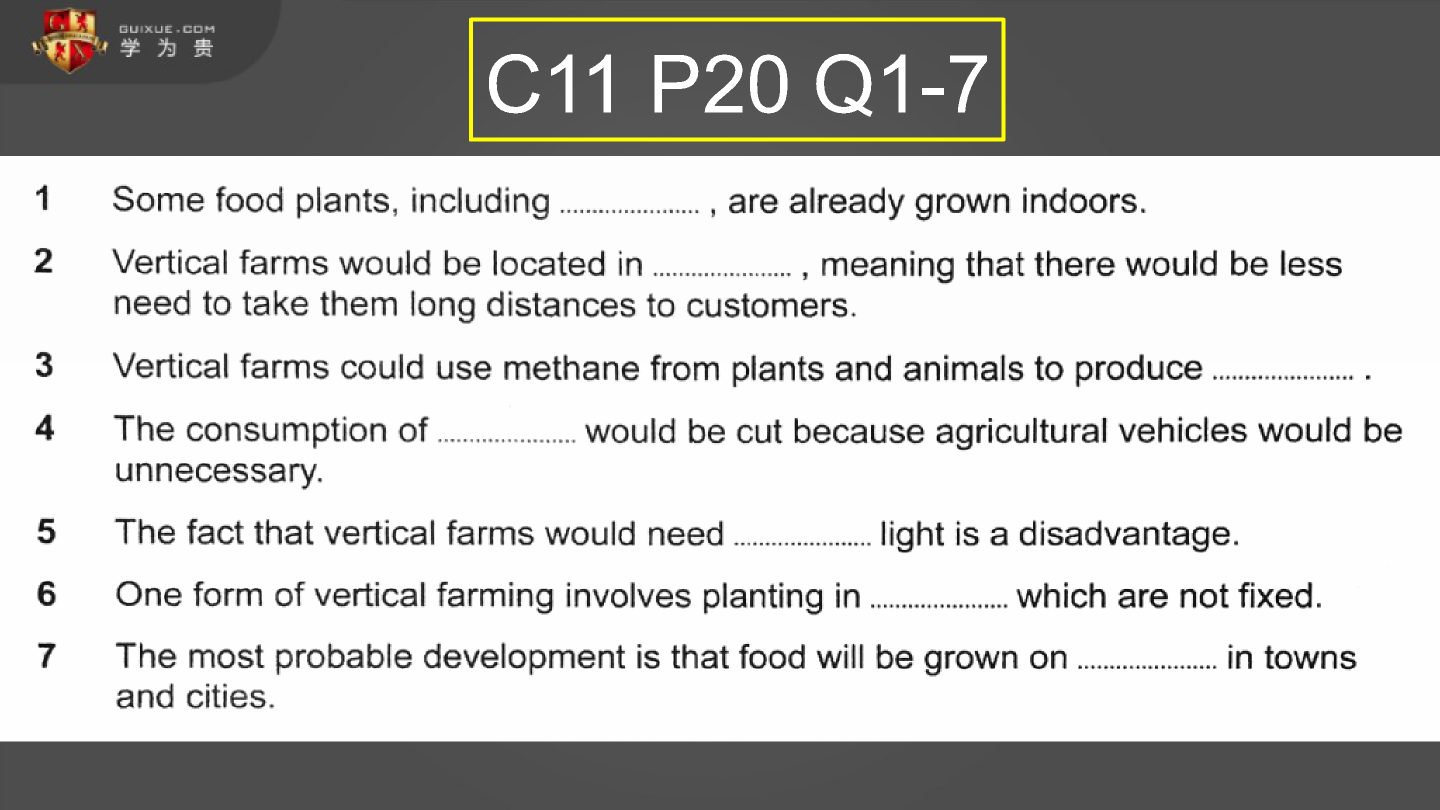 GUIXUE.COM
学为贵
C11 P20 Q1-7
1 Some food plants, including ...................... , are already grown indoors.
2 Vertical farms would be located in ...................... , meaning that there would be less
need to take them long distances to customers.
3 Vertical farms could use methane from plants and animals to produce ...................... .
4 The consumption of ...................... would be cut because agricultural vehicles would be
unnecessary.
5 The fact that vertical farms would need ...................... light is a disadvantage.
6 One form of vertical farming involves planting in ...................... which are not fixed.
7 The most probable development is that food will be grown on ...................... in towns
and cities.